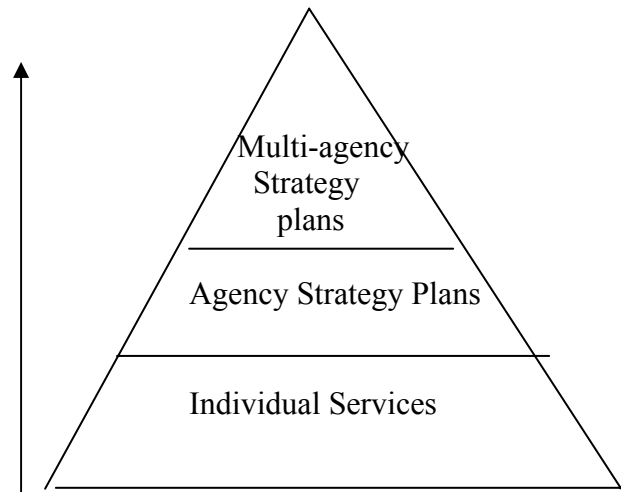 Multi-agency
Strategy
plans
Agency Strategy Plans
Individual Services